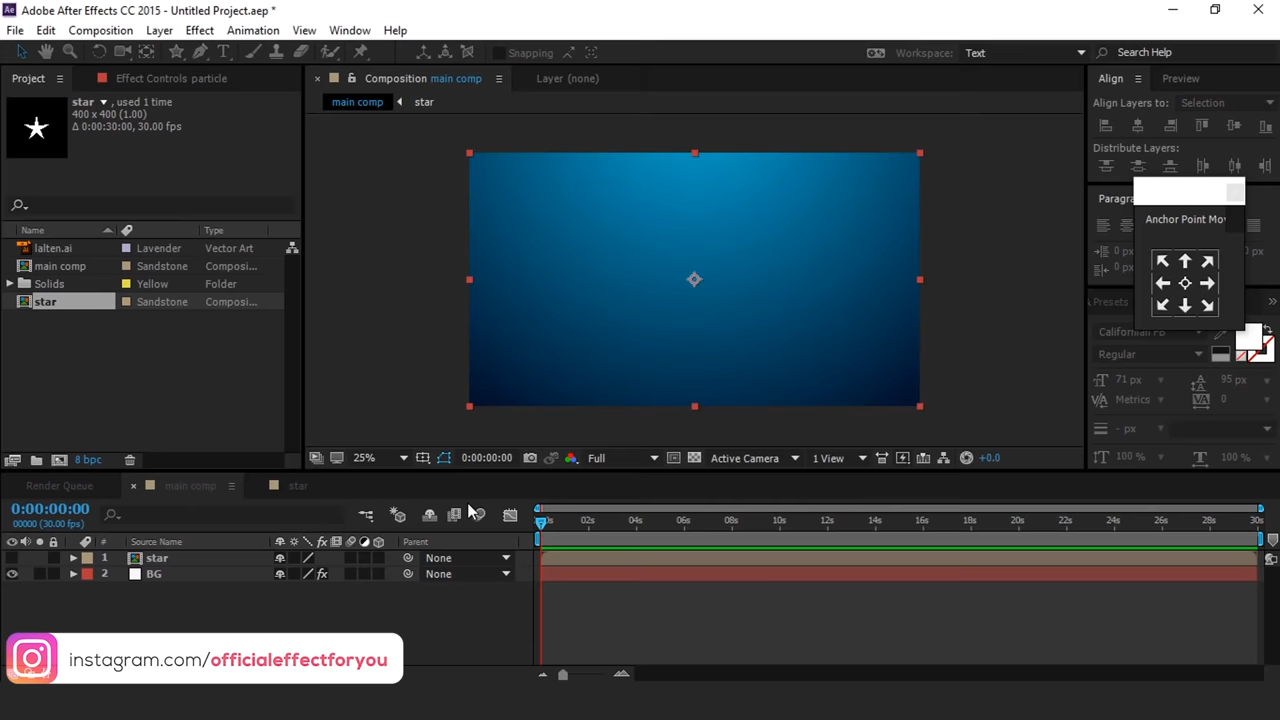 Adobe After Effects CC 2015 - Untitled Project.aep *
File Edit Composition Layer Effect Animation View Window Help
Snapping Workspace: Text Search Help
Project Effect Controls particle Composition main comp Layer (none) Align Preview
star , used 1 time
400 x 400 (1.00)
Δ 0:00:30:00, 30.00 fps
main comp star
Align Layers to: Selection
Distribute Layers:
Anchor Point Mov
Name Type
lalten.ai Lavender Vector Art
main comp Sandstone Composi...
Solids Yellow Folder
star Sandstone Composi...
0 px
0 px
Presets
Regular
71 px 95 px
Metrics 0
- px
100 % 100 %
8 bpc
25% 0:00:00:00 Full Active Camera 1 View +0.0
Render Queue main comp star
0:00:00:00
00000 (30.00 fps)
02s 04s 06s 08s 10s 12s 14s 16s 18s 20s 22s 24s 26s 28s 30s
# Source Name Parent
1 star None
2 BG None
instagram.com/officialeffectforyou